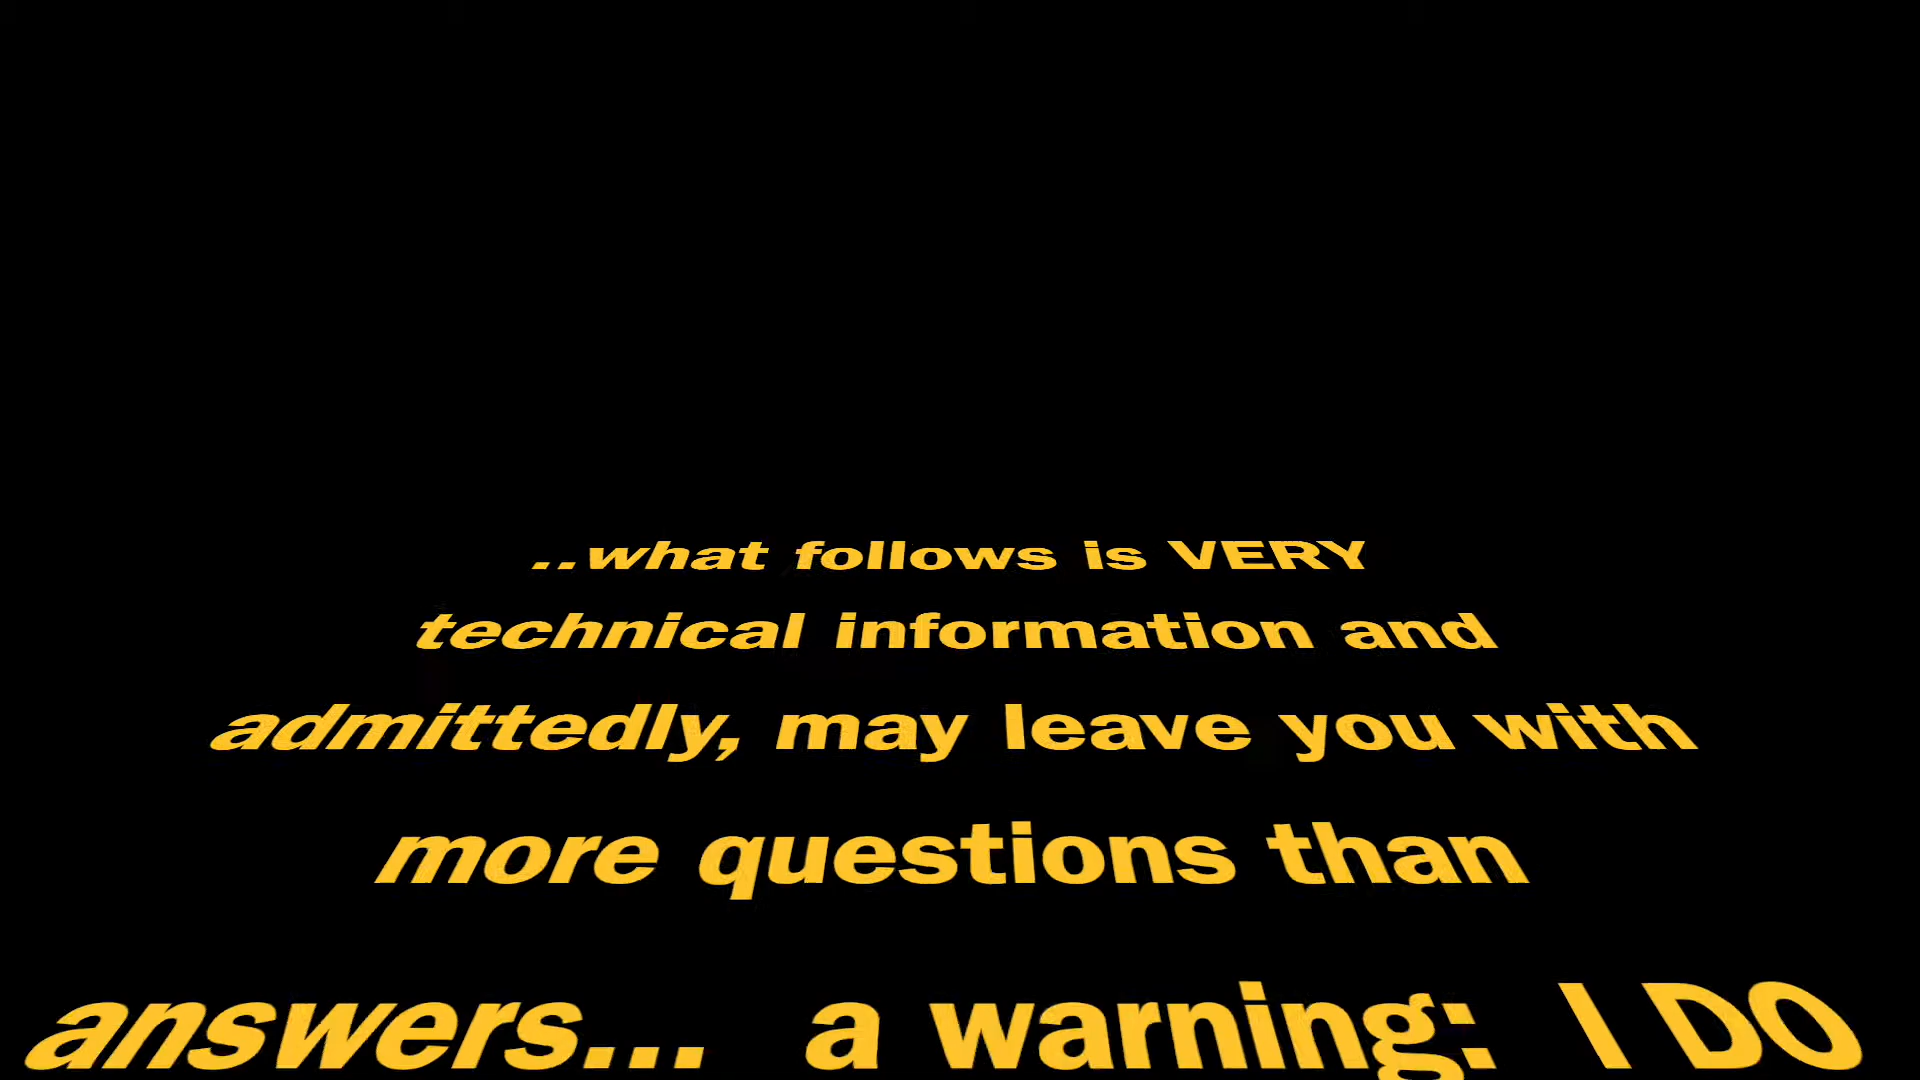 ..what follows is VERY
technical information and
admittedly, may leave you with
more questions than
answers... a warning: I DO